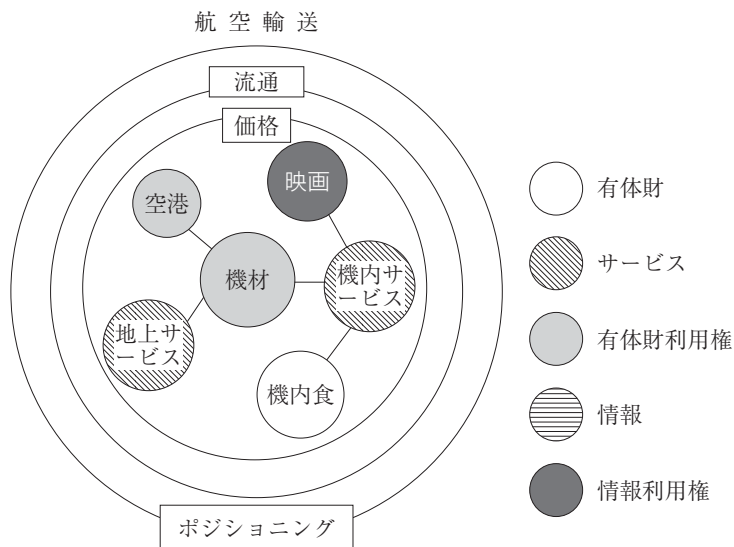 航空輸送
流通
価格
映画
空港
機材
機内サ
ービス
地上サ
ービス
機内食
ポジショニング
有体財
サービス
有体財利用権
情報
情報利用権